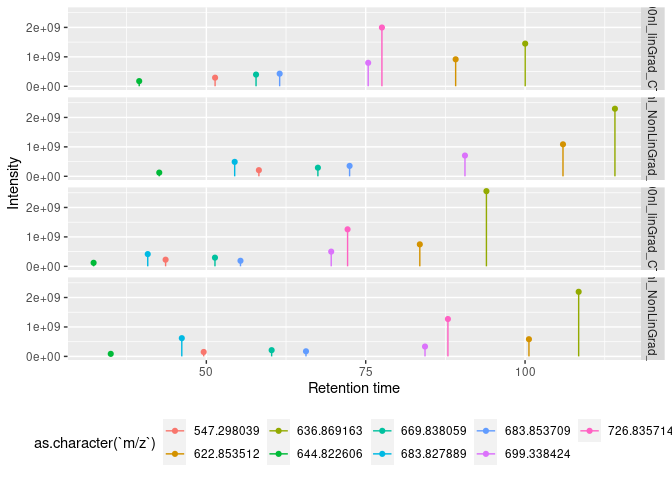 2e+09
1e+09
0e+00
0nl_linGrad_C
2e+09
1e+09
0e+00
nl_NonLinGrad_
2e+09
1e+09
0e+00
0nl_linGrad_C
2e+09
1e+09
0e+00
nl_NonLinGrad_
Intensity
50 75 100
Retention time
as.character(`m/z`)
547.298039 636.869163 669.838059 683.853709 726.835714
622.853512 644.822606 683.827889 699.338424